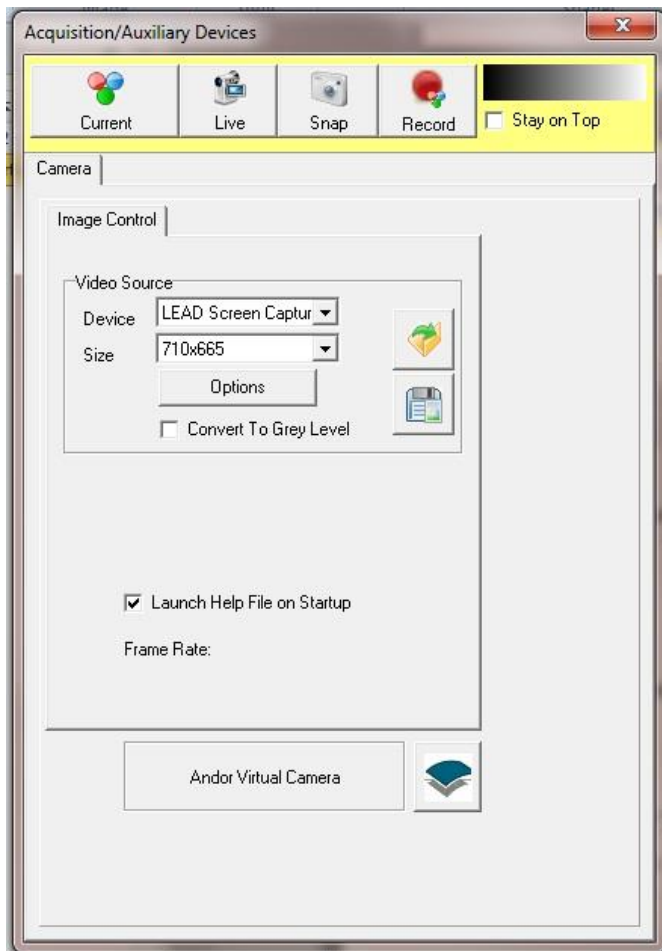 Acquisition/Auxiliary Devices
Current Live Snap Record Stay on Top
Camera
Image Control
Video Source
Device LEAD Screen Captur
Size 710x665
Options
Convert To Grey Level
Launch Help File on Startup
Frame Rate:
Andor Virtual Camera